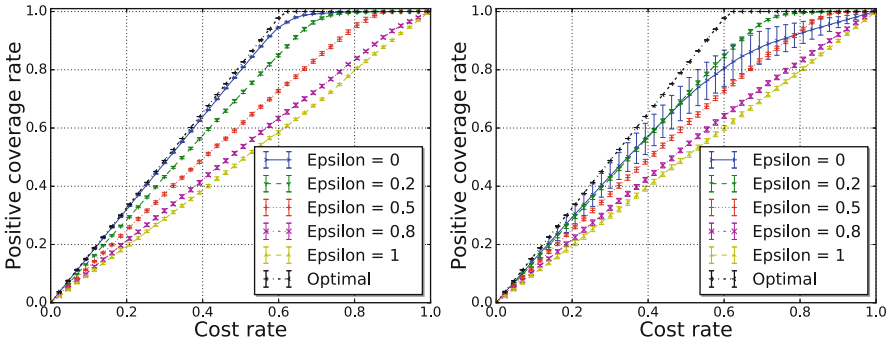 1.0
0.8
0.6
0.4
0.2
0.0
Positive coverage rate
0.0 0.2 0.4 0.6 0.8 1.0
Cost rate
Epsilon = 0
Epsilon = 0.2
Epsilon = 0.5
Epsilon = 0.8
Epsilon = 1
Optimal
1.0
0.8
0.6
0.4
0.2
0.0
Positive coverage rate
0.0 0.2 0.4 0.6 0.8 1.0
Cost rate
Epsilon = 0
Epsilon = 0.2
Epsilon = 0.5
Epsilon = 0.8
Epsilon = 1
Optimal